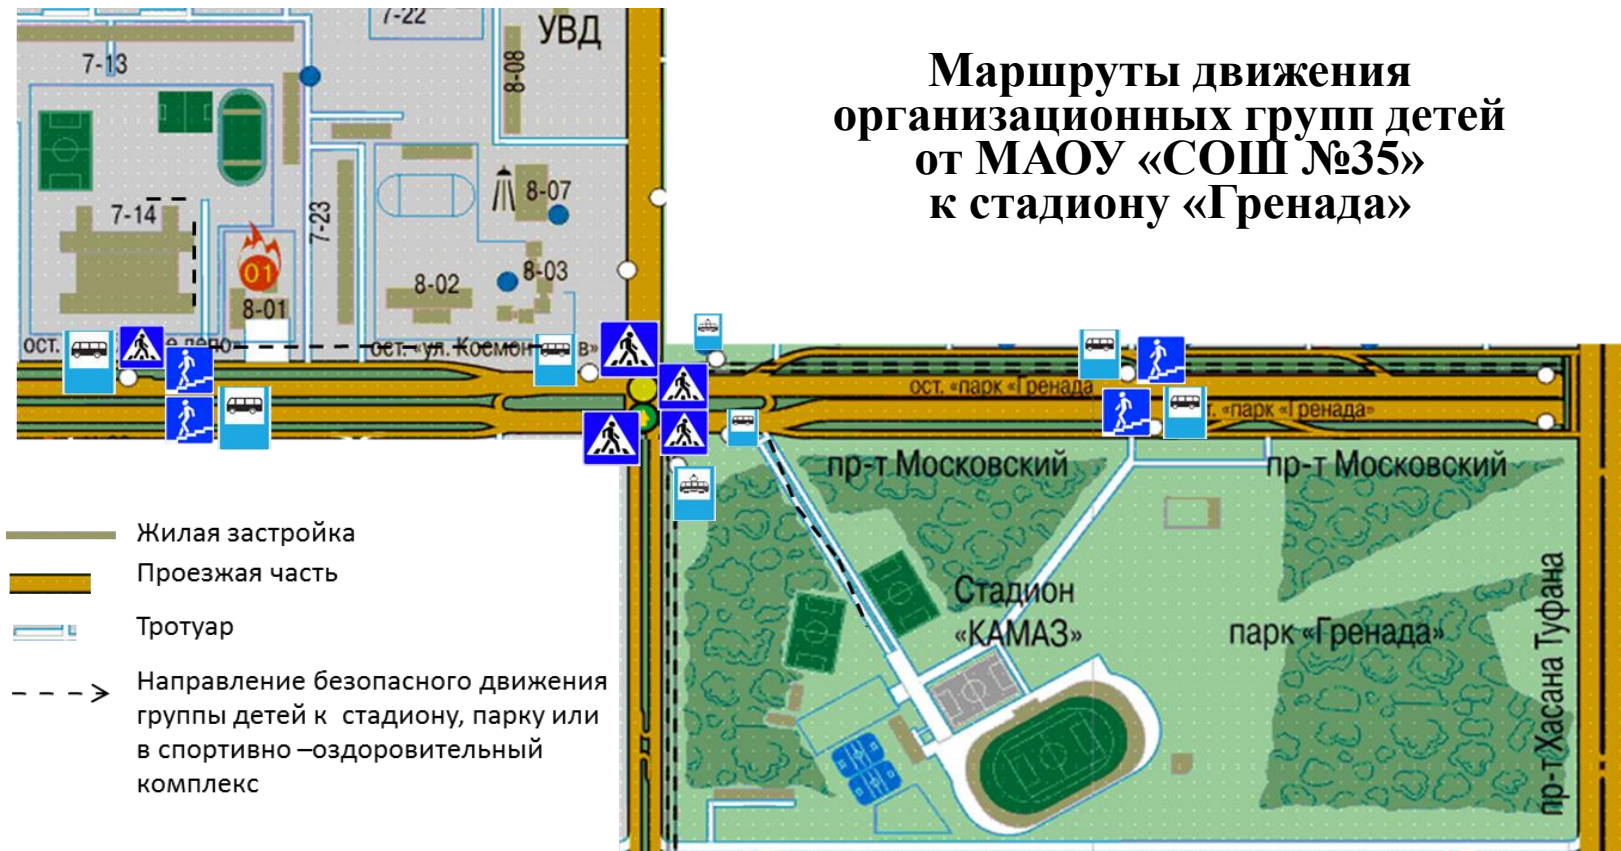 Маршруты движения
организационных групп детей
от МАОУ «СОШ №35»
к стадиону «Гренада»
7-22
УВД
7-13
8-08
7-14
7-23
8-07
8-03
8-02
01
8-01
ост.
депо»
ост. «ул. Космон в»
ост. «парк «Гренада
т. «парк «Гренада»
пр-т Московский
пр-т Московский
Стадион
«КАМАЗ»
парк «Гренада»
пр-т Хасана Туфана
Жилая застройка
Проезжая часть
Тротуар
Направление безопасного движения
группы детей к стадиону, парку или
в спортивно –оздоровительный
комплекс